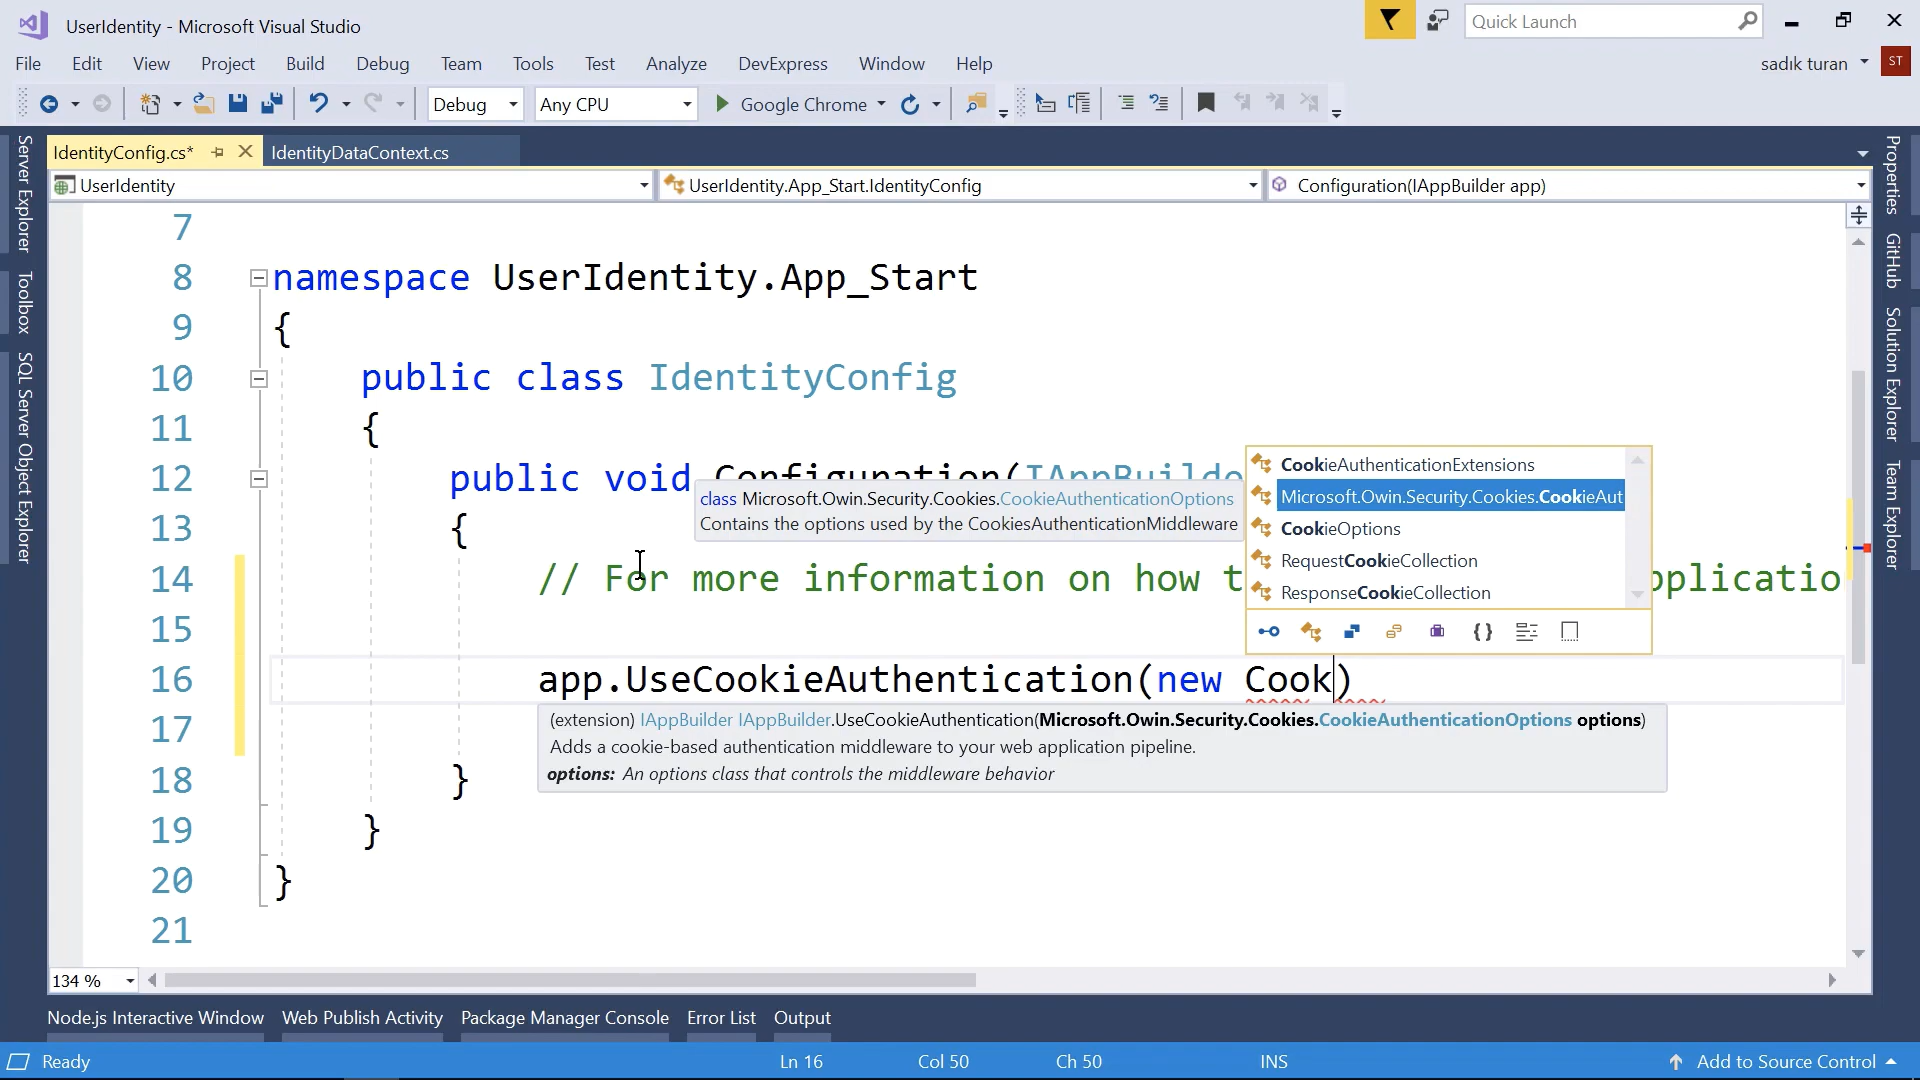 UserIdentity - Microsoft Visual Studio
Quick Launch
File Edit View Project Build Debug Team Tools Test Analyze DevExpress Window Help
sadık turan
ST
Debug
Any CPU
Google Chrome
IdentityConfig.cs*
IdentityDataContext.cs
UserIdentity
UserIdentity.App_Start.IdentityConfig
Configuration(IAppBuilder app)
Server Explorer
Toolbox
SQL Server Object Explorer
Properties
GitHub
Solution Explorer
Team Explorer
7
8 namespace UserIdentity.App_Start
9 {
10 public class IdentityConfig
11 {
12 public void Configuration(IAppBuilde
13 {
14 // For more information on how t pplicatio
15
16 app.UseCookieAuthentication(new Cook)
17
18 }
19 }
20 }
21
class Microsoft.Owin.Security.Cookies.CookieAuthenticationOptions
Contains the options used by the CookiesAuthenticationMiddleware
CookieAuthenticationExtensions
Microsoft.Owin.Security.Cookies.CookieAut
CookieOptions
RequestCookieCollection
ResponseCookieCollection
(extension) IAppBuilder IAppBuilder.UseCookieAuthentication(Microsoft.Owin.Security.Cookies.CookieAuthenticationOptions options)
Adds a cookie-based authentication middleware to your web application pipeline.
options: An options class that controls the middleware behavior
134 %
Node.js Interactive Window Web Publish Activity Package Manager Console Error List Output
Ready
Ln 16
Col 50
Ch 50
INS
Add to Source Control